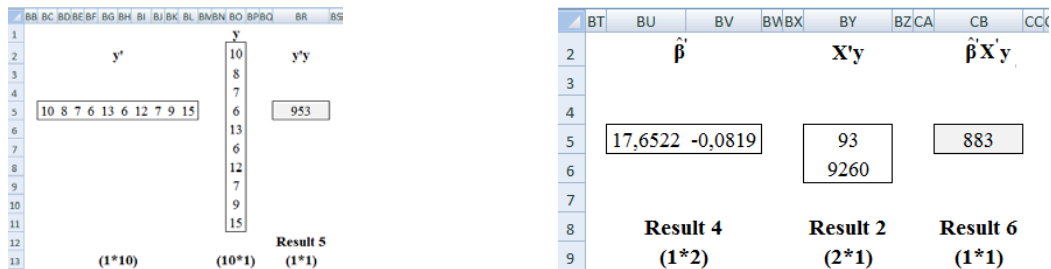 BB BC BD BE BF BG BH BI BJ BK BL BM BN BO BP BQ BR BS
1 y
2 y' 10 y'y
3 8
4 7
5 10 8 7 6 13 6 12 7 9 15 6 953
6 13
7 6
8 12
9 7
10 9
11 15
12 Result 5
13 (1*10) (10*1) (1*1)
BT BU BV BW BX BY BZ CA CB CC
2 β̂' X'y β̂'X'y
3
4
5 17,6522 -0,0819 93 883
6 9260
7
8 Result 4 Result 2 Result 6
9 (1*2) (2*1) (1*1)